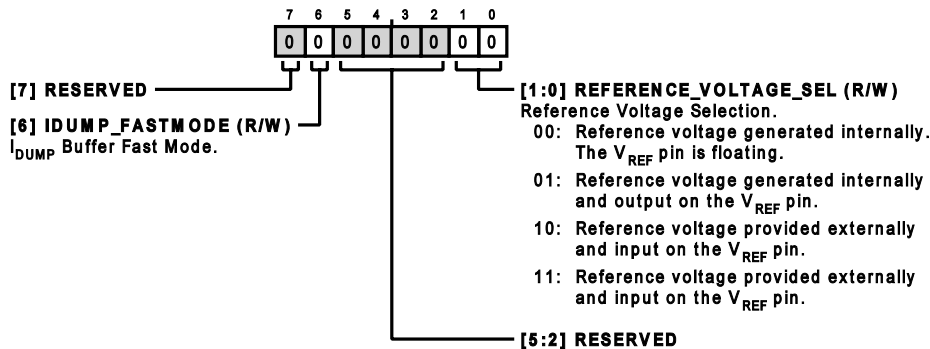 7 6 5 4 3 2 1 0
0 0 0 0 0 0 0 0
[7] RESERVED
[6] IDUMP_FASTMODE (R/W)
IDUMP Buffer Fast Mode.
[1:0] REFERENCE_VOLTAGE_SEL (R/W)
Reference Voltage Selection.
00: Reference voltage generated internally.
The VREF pin is floating.
01: Reference voltage generated internally
and output on the VREF pin.
10: Reference voltage provided externally
and input on the VREF pin.
11: Reference voltage provided externally
and input on the VREF pin.
[5:2] RESERVED